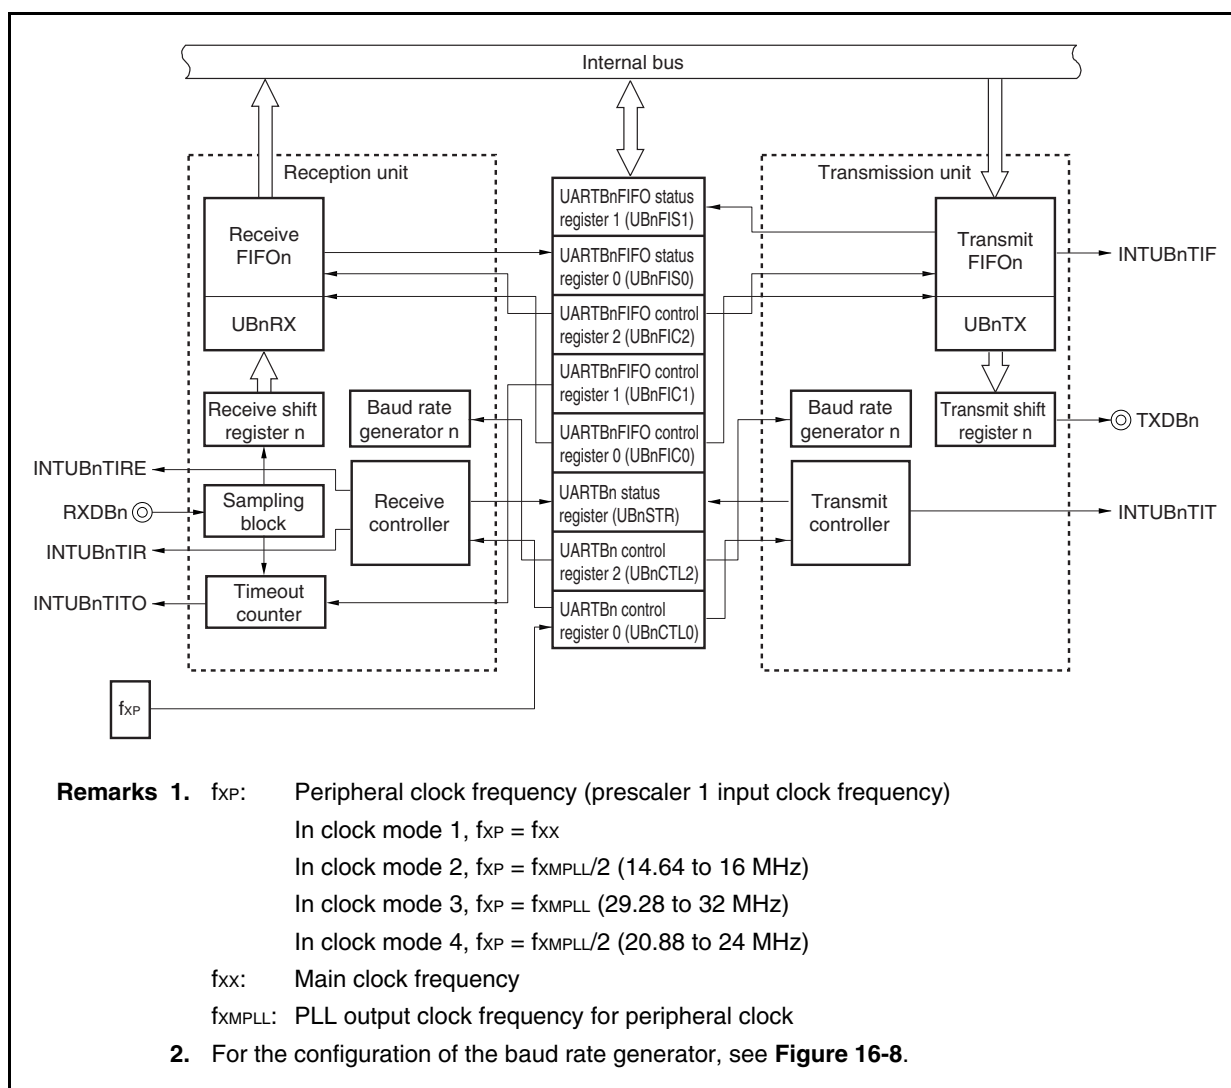 Internal bus
Reception unit
Transmission unit
Receive
FIFOn
UBnRX
Receive shift
register n
Baud rate
generator n
INTUBnTIRE
RXDBn
INTUBnTIR
INTUBnTITO
Sampling
block
Receive
controller
Timeout
counter
fXP
UARTBnFIFO status
register 1 (UBnFIS1)
UARTBnFIFO status
register 0 (UBnFIS0)
UARTBnFIFO control
register 2 (UBnFIC2)
UARTBnFIFO control
register 1 (UBnFIC1)
UARTBnFIFO control
register 0 (UBnFIC0)
UARTBn status
register (UBnSTR)
UARTBn control
register 2 (UBnCTL2)
UARTBn control
register 0 (UBnCTL0)
Transmit
FIFOn
UBnTX
INTUBnTIF
Baud rate
generator n
Transmit shift
register n
TXDBn
Transmit
controller
INTUBnTIT
Remarks 1. fXP: Peripheral clock frequency (prescaler 1 input clock frequency)
In clock mode 1, fXP = fXX
In clock mode 2, fXP = fXMPLL/2 (14.64 to 16 MHz)
In clock mode 3, fXP = fXMPLL (29.28 to 32 MHz)
In clock mode 4, fXP = fXMPLL/2 (20.88 to 24 MHz)
fXX: Main clock frequency
fXMPLL: PLL output clock frequency for peripheral clock
2. For the configuration of the baud rate generator, see Figure 16-8.